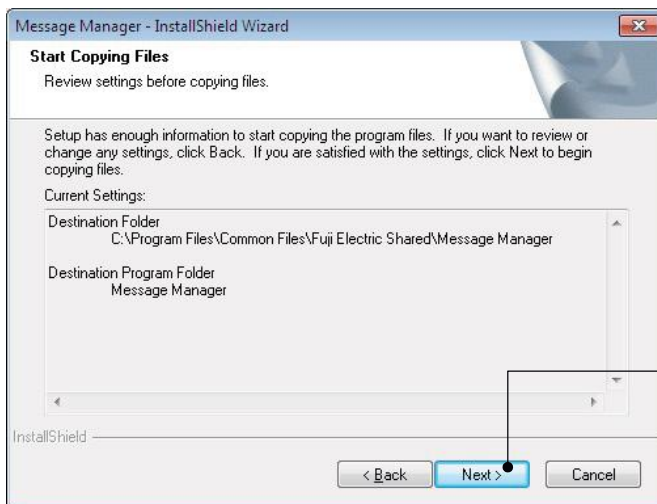 Message Manager - InstallShield Wizard
Start Copying Files
Review settings before copying files.
Setup has enough information to start copying the program files. If you want to review or
change any settings, click Back. If you are satisfied with the settings, click Next to begin
copying files.
Current Settings:
Destination Folder
C:\Program Files\Common Files\Fuji Electric Shared\Message Manager
Destination Program Folder
Message Manager
InstallShield
< Back
Next >
Cancel